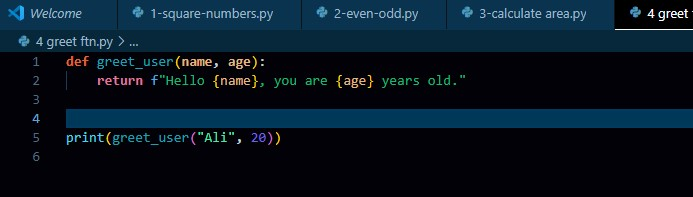 Welcome 1-square-numbers.py 2-even-odd.py 3-calculate area.py 4 greet f
4 greet ftn.py > ...
1 def greet_user(name, age):
2 return f"Hello {name}, you are {age} years old."
3
4
5 print(greet_user("Ali", 20))
6